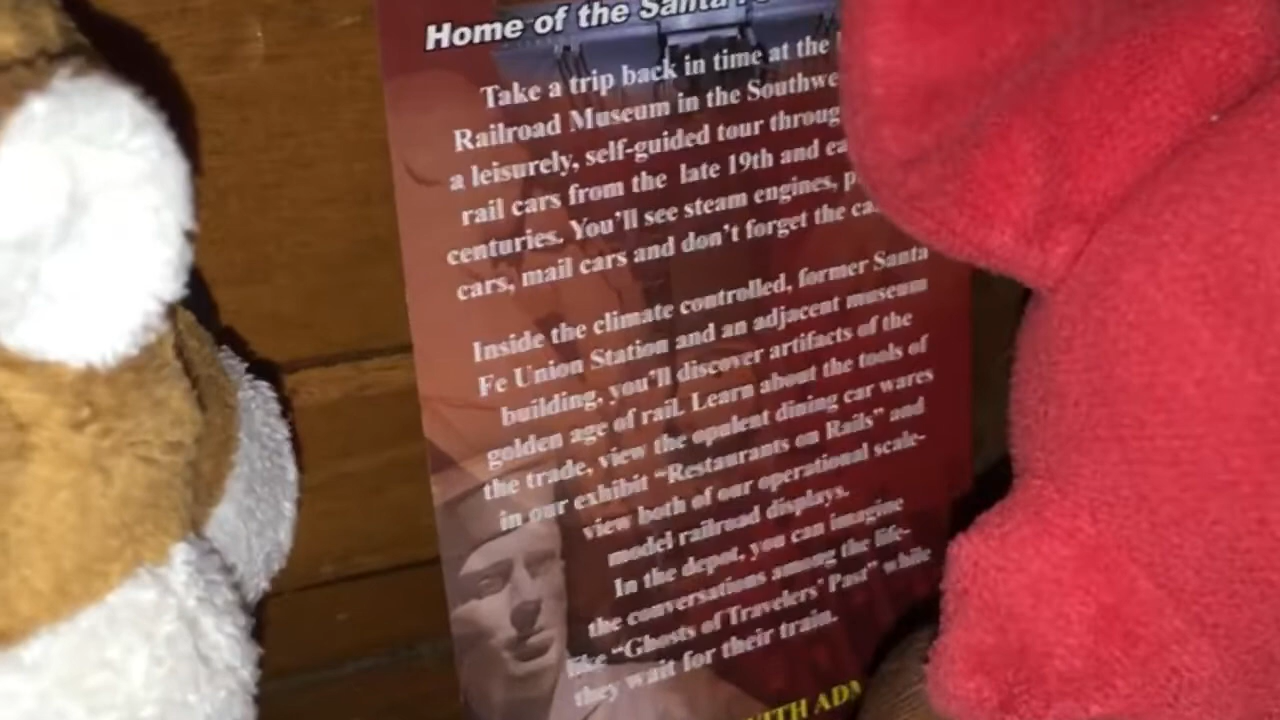 Home of the Santa
Take a trip back in time at the
Railroad Museum in the Southwe
a leisurely, self-guided tour throug
rail cars from the late 19th and ea
centuries. You'll see steam engines, p
cars, mail cars and don't forget the ca
Inside the climate controlled, former Santa
Fe Union Station and an adjacent museum
building, you'll discover artifacts of the
golden age of rail. Learn about the tools of
the trade, view the opulent dining car wares
in our exhibit “Restaurants on Rails” and
view both of our operational scale-
model railroad displays.
In the depot, you can imagine
the conversations among the life-
like “Ghosts of Travelers' Past” while
they wait for their train.
WITH ADM